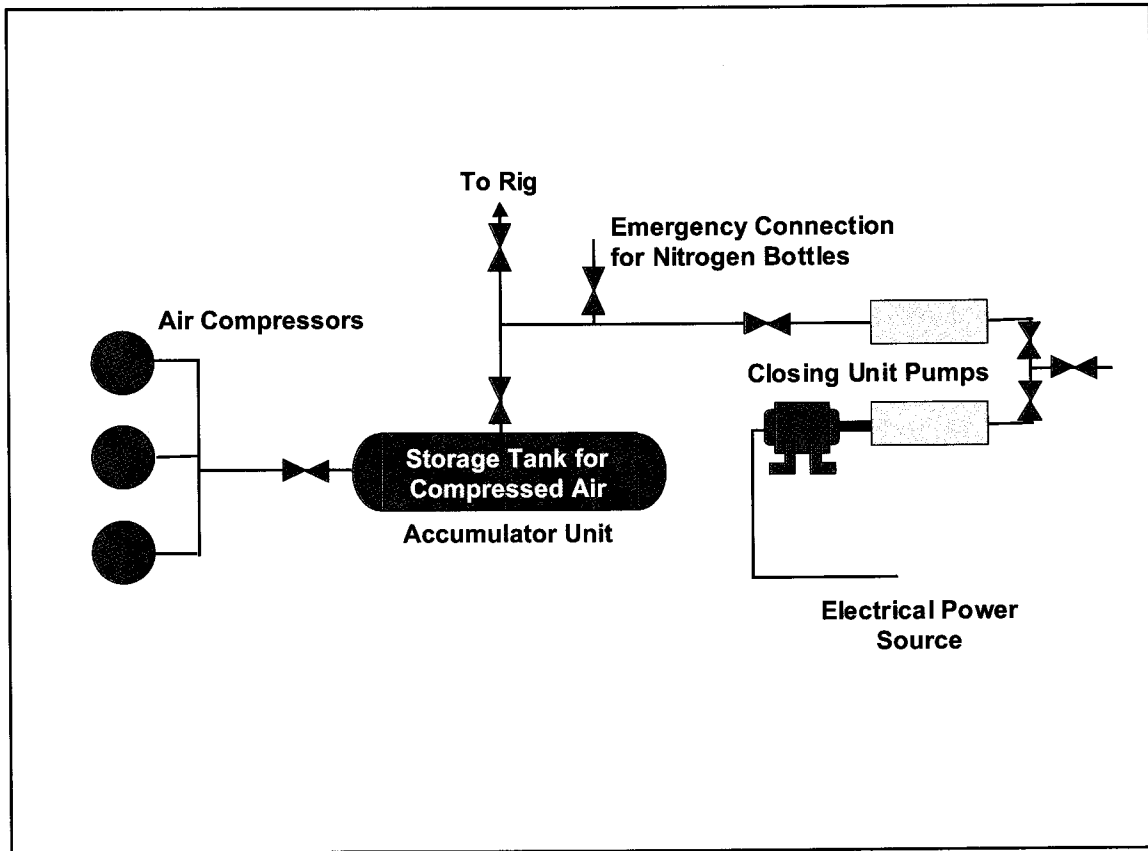 To Rig
Emergency Connection
for Nitrogen Bottles
Air Compressors
Closing Unit Pumps
Storage Tank for
Compressed Air
Accumulator Unit
Electrical Power
Source